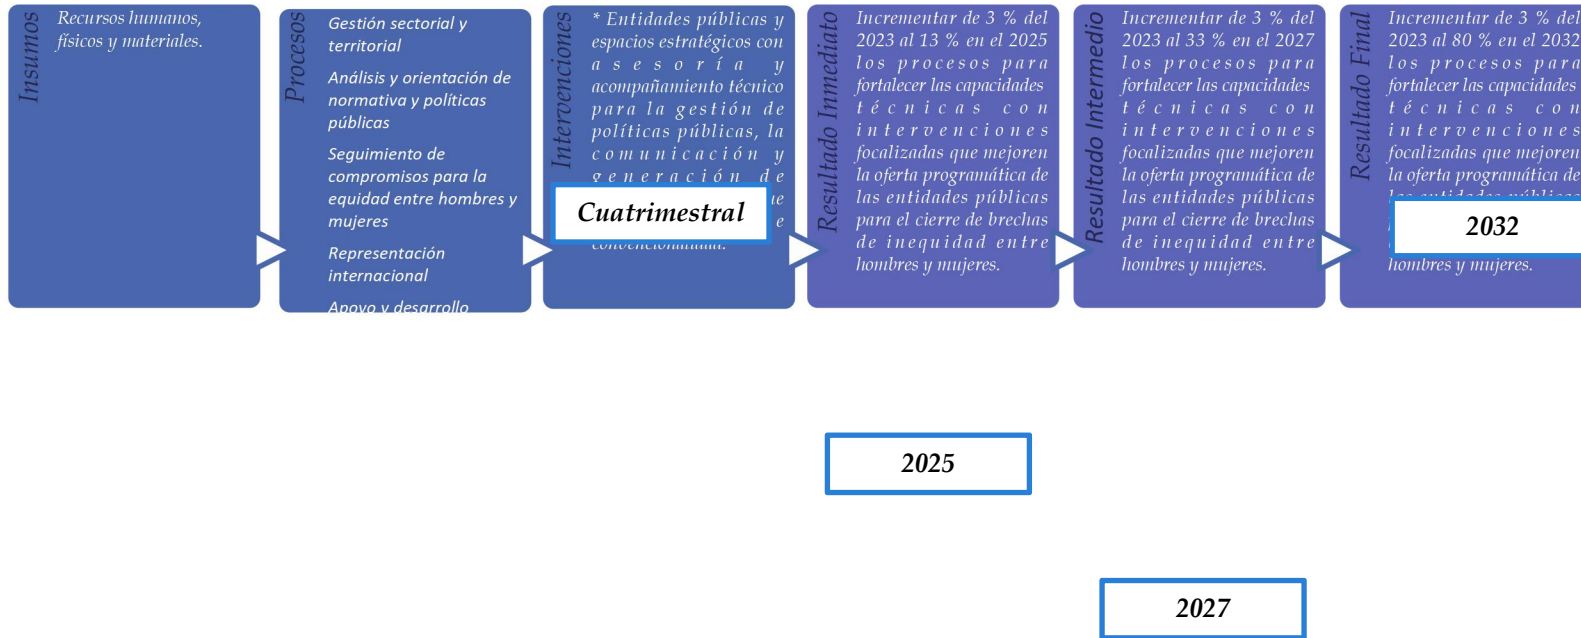 Insumos
Recursos humanos,
físicos y materiales.
Procesos
Gestión sectorial y
territorial
Análisis y orientación de
normativa y políticas
públicas
Seguimiento de
compromisos para la
equidad entre hombres y
mujeres
Representación
internacional
Apoyo y desarrollo
Intervenciones
* Entidades públicas y
espacios estratégicos con
asesoría y
acompañamiento técnico
para la gestión de
políticas públicas, la
comunicación y
generación de
Cuatrimestral
Resultado Inmediato
Incrementar de 3 % del
2023 al 13 % en el 2025
los procesos para
fortalecer las capacidades
técnicas con
intervenciones
focalizadas que mejoren
la oferta programática de
las entidades públicas
para el cierre de brechas
de inequidad entre
hombres y mujeres.
Resultado Intermedio
Incrementar de 3 % del
2023 al 33 % en el 2027
los procesos para
fortalecer las capacidades
técnicas con
intervenciones
focalizadas que mejoren
la oferta programática de
las entidades públicas
para el cierre de brechas
de inequidad entre
hombres y mujeres.
Resultado Final
Incrementar de 3 % del
2023 al 80 % en el 2032
los procesos para
fortalecer las capacidades
técnicas con
intervenciones
focalizadas que mejoren
la oferta programática de
las entidades públicas
2032
hombres y mujeres.
2025
2027